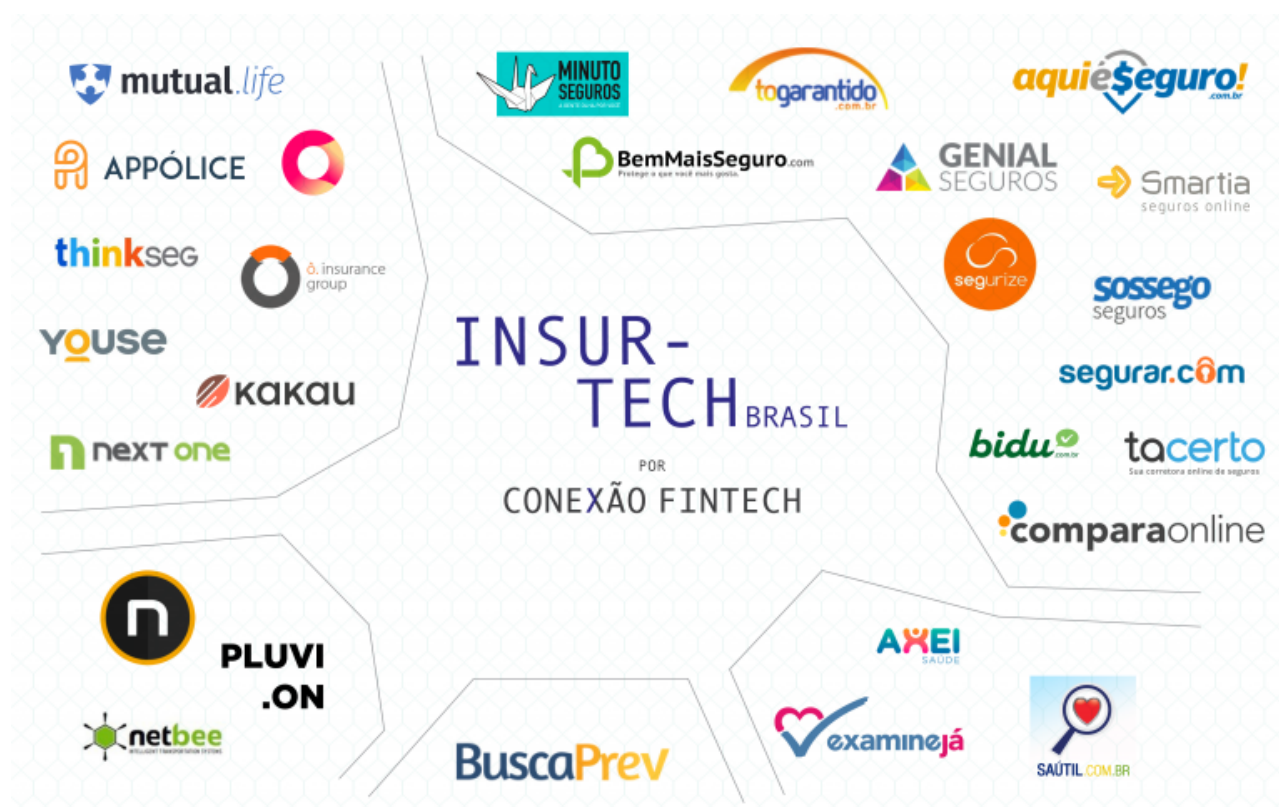 mutual.life
APPÓLICE
thinkseg
ô. insurance
group
YOUSE
kakau
next one
MINUTO
SEGUROS
togarantido
.com.br
aquiéSeguro!
.com.br
BemMaisSeguro.com
Protege o que você mais gosta.
GENIAL
SEGUROS
Smartia
seguros online
segurize
sossego
seguros
segurar.com
bidu
.com.br
tacerto
Sua corretora online de seguros
comparaonline
INSUR-
TECH BRASIL
POR
CONEXÃO FINTECH
n
PLUVI
.ON
netbee
INTELLIGENT TRANSPORTATION SYSTEMS
BuscaPrev
AXEI
SAÚDE
examinejá
SAÚTIL.COM.BR